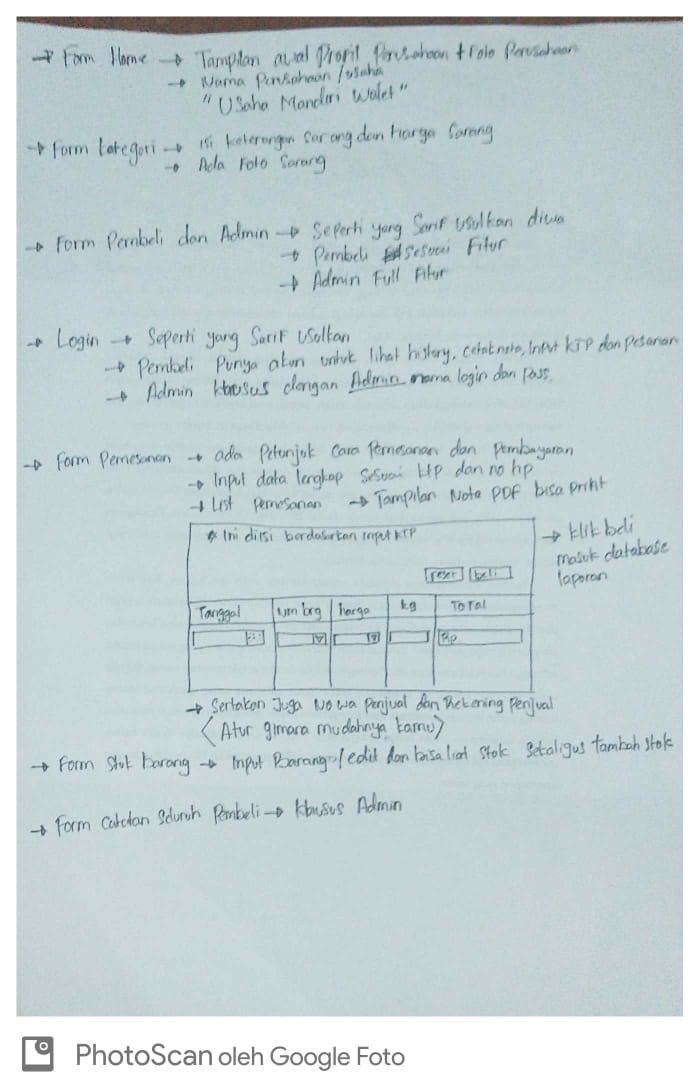 → Form Home → Tampilan awal Profil Perusahaan + Foto Perusahaan
→ Nama Perusahaan / usaha
"Usaha Mandiri Walet"
→ Form Kategori → isi keterangan Sarang dan Harga Sarang
→ Ada Foto Sarang
→ Form Pembeli dan Admin → Seperti yang Sarif usulkan diwa
→ Pembeli sesuai Fitur
→ Admin Full Fitur
→ Login → Seperti yang Sarif Usulkan
→ Pembeli Punya akun untuk lihat history, cetak nota, Input KTP dan pesanan
→ Admin khusus dengan Admin nama login dan pass.
→ Form Pemesanan → ada Petunjuk Cara Pemesanan dan Pembayaran
→ Input data lengkap Sesuai ktp dan no hp
→ List Pemesanan → Tampilan Nota PDF bisa print
* Ini diisi berdasarkan input KTP
reset beli
→ klik beli
masuk database
laporan
Tanggal nm brg harga kg Total
Rp
→ Sertakan Juga No wa Penjual dan Rekening Penjual
(Atur gimana mudahnya kamu)
→ Form Stok barang → Input Barang / edit dan bisa liat Stok Sekaligus tambah stok
→ Form Catatan Seluruh Pembeli → khusus Admin
PhotoScan oleh Google Foto